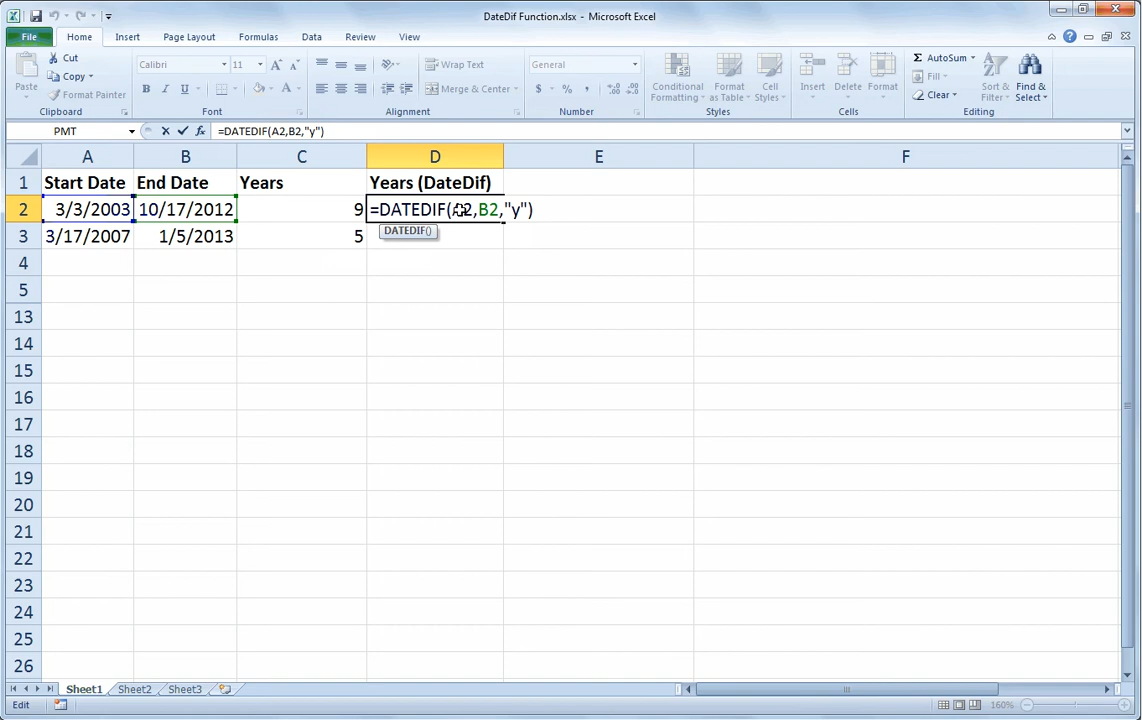 DateDif Function.xlsx - Microsoft Excel
File Home Insert Page Layout Formulas Data Review View
Paste
Cut
Copy
Format Painter
Clipboard
Calibri 11
B I U
Font
Wrap Text
Merge & Center
Alignment
General
$ % ,
Number
Conditional Formatting
Format as Table
Cell Styles
Styles
Insert Delete Format
Cells
Σ AutoSum
Fill
Clear
Sort & Filter
Find & Select
Editing
PMT fx =DATEDIF(A2,B2,"y")
A B C D E F
1 Start Date End Date Years Years (DateDif)
2 3/3/2003 10/17/2012 9 =DATEDIF(A2,B2,"y")
DATEDIF()
3 3/17/2007 1/5/2013 5
4
5
13
14
15
16
17
18
19
20
21
22
23
24
25
26
Sheet1 Sheet2 Sheet3
Edit 160%